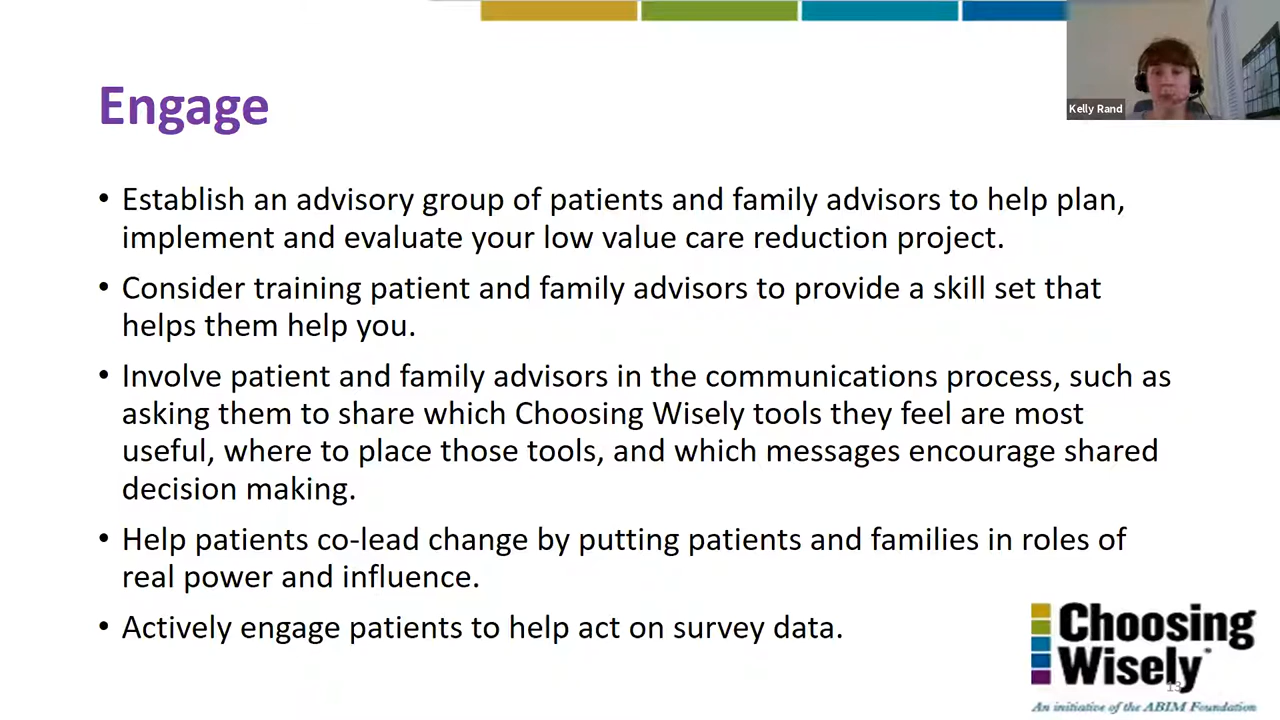 Kelly Rand
Engage
• Establish an advisory group of patients and family advisors to help plan,
implement and evaluate your low value care reduction project.
• Consider training patient and family advisors to provide a skill set that
helps them help you.
• Involve patient and family advisors in the communications process, such as
asking them to share which Choosing Wisely tools they feel are most
useful, where to place those tools, and which messages encourage shared
decision making.
• Help patients co-lead change by putting patients and families in roles of
real power and influence.
• Actively engage patients to help act on survey data.
Choosing
Wisely
13
An initiative of the ABIM Foundation